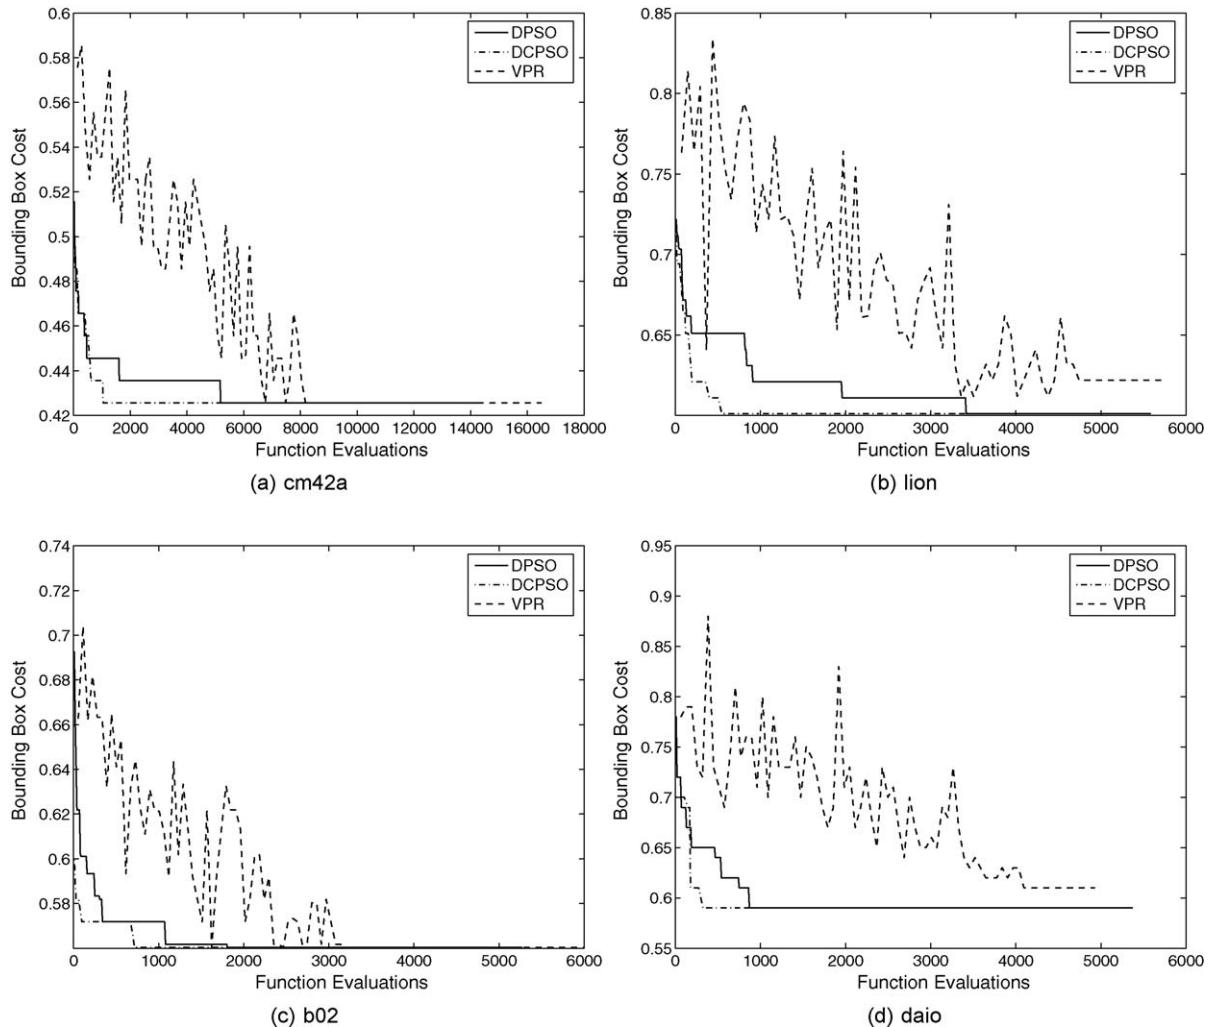 0.6
0.58
0.56
0.54
0.52
0.5
0.48
0.46
0.44
0.42
Bounding Box Cost
DPSO
DCPSO
VPR
0 2000 4000 6000 8000 10000 12000 14000 16000 18000
Function Evaluations
(a) cm42a
0.85
0.8
0.75
0.7
0.65
Bounding Box Cost
DPSO
DCPSO
VPR
0 1000 2000 3000 4000 5000 6000
Function Evaluations
(b) lion
0.74
0.72
0.7
0.68
0.66
0.64
0.62
0.6
0.58
Bounding Box Cost
DPSO
DCPSO
VPR
0 1000 2000 3000 4000 5000 6000
Function Evaluations
(c) b02
0.95
0.9
0.85
0.8
0.75
0.7
0.65
0.6
0.55
Bounding Box Cost
DPSO
DCPSO
VPR
0 1000 2000 3000 4000 5000 6000
Function Evaluations
(d) daio